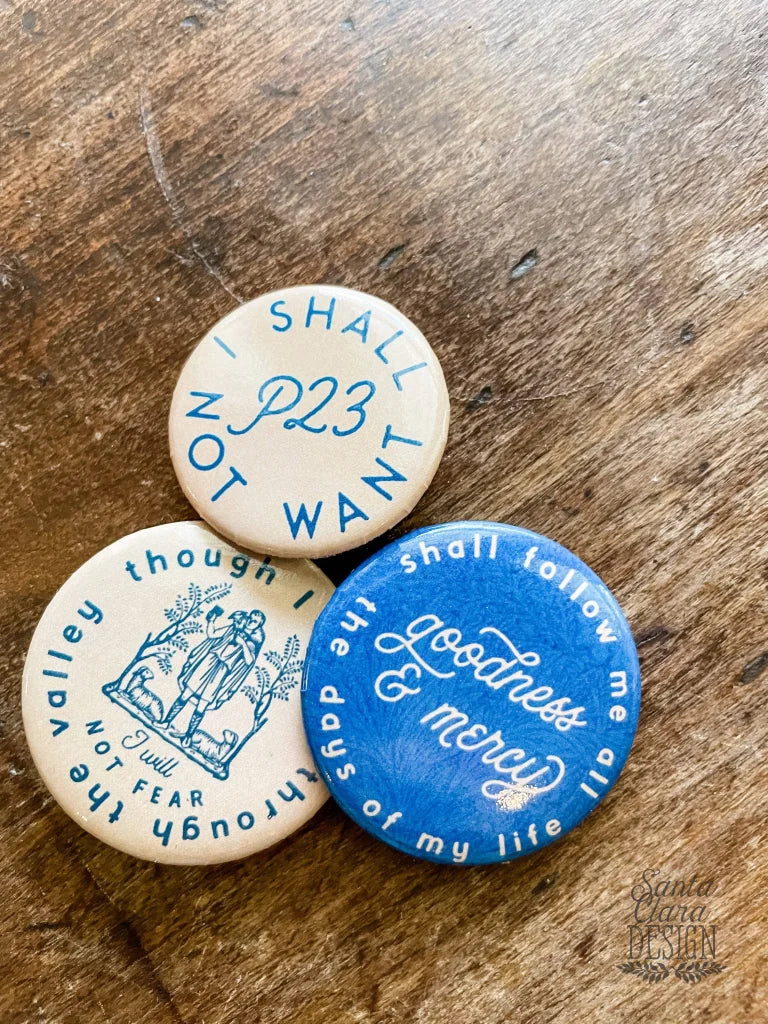 I SHALL NOT WANT
P23
though I through the valley
I will
NOT FEAR
shall follow me all the days of my life
goodness
& mercy
Santa
Clara
DESIGN